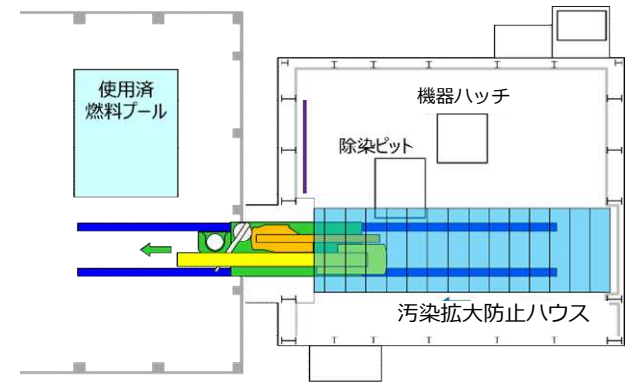 使用済
燃料プール
機器ハッチ
除染ピット
汚染拡大防止ハウス